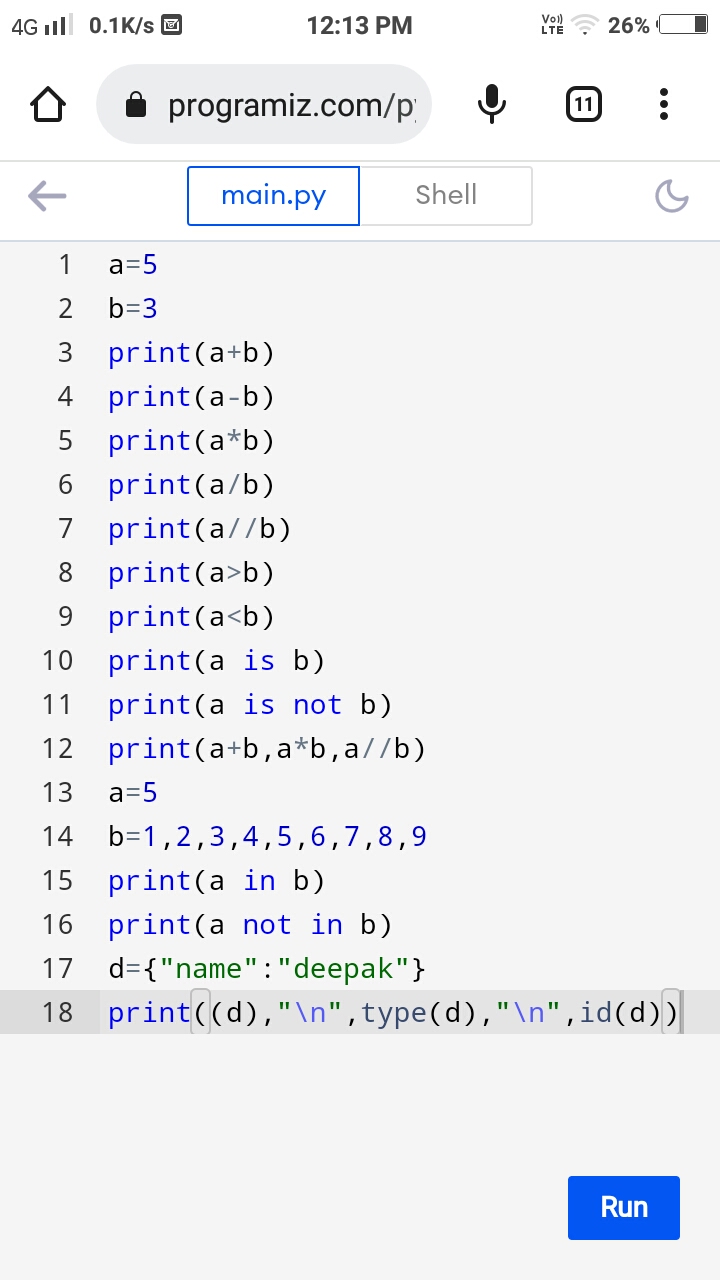 4G 0.1K/s 12:13 PM Vo)) LTE 26%
programiz.com/py 11
main.py Shell
1 a=5
2 b=3
3 print(a+b)
4 print(a-b)
5 print(a*b)
6 print(a/b)
7 print(a//b)
8 print(a>b)
9 print(a<b)
10 print(a is b)
11 print(a is not b)
12 print(a+b,a*b,a//b)
13 a=5
14 b=1,2,3,4,5,6,7,8,9
15 print(a in b)
16 print(a not in b)
17 d={"name":"deepak"}
18 print((d),"\n",type(d),"\n",id(d))
Run